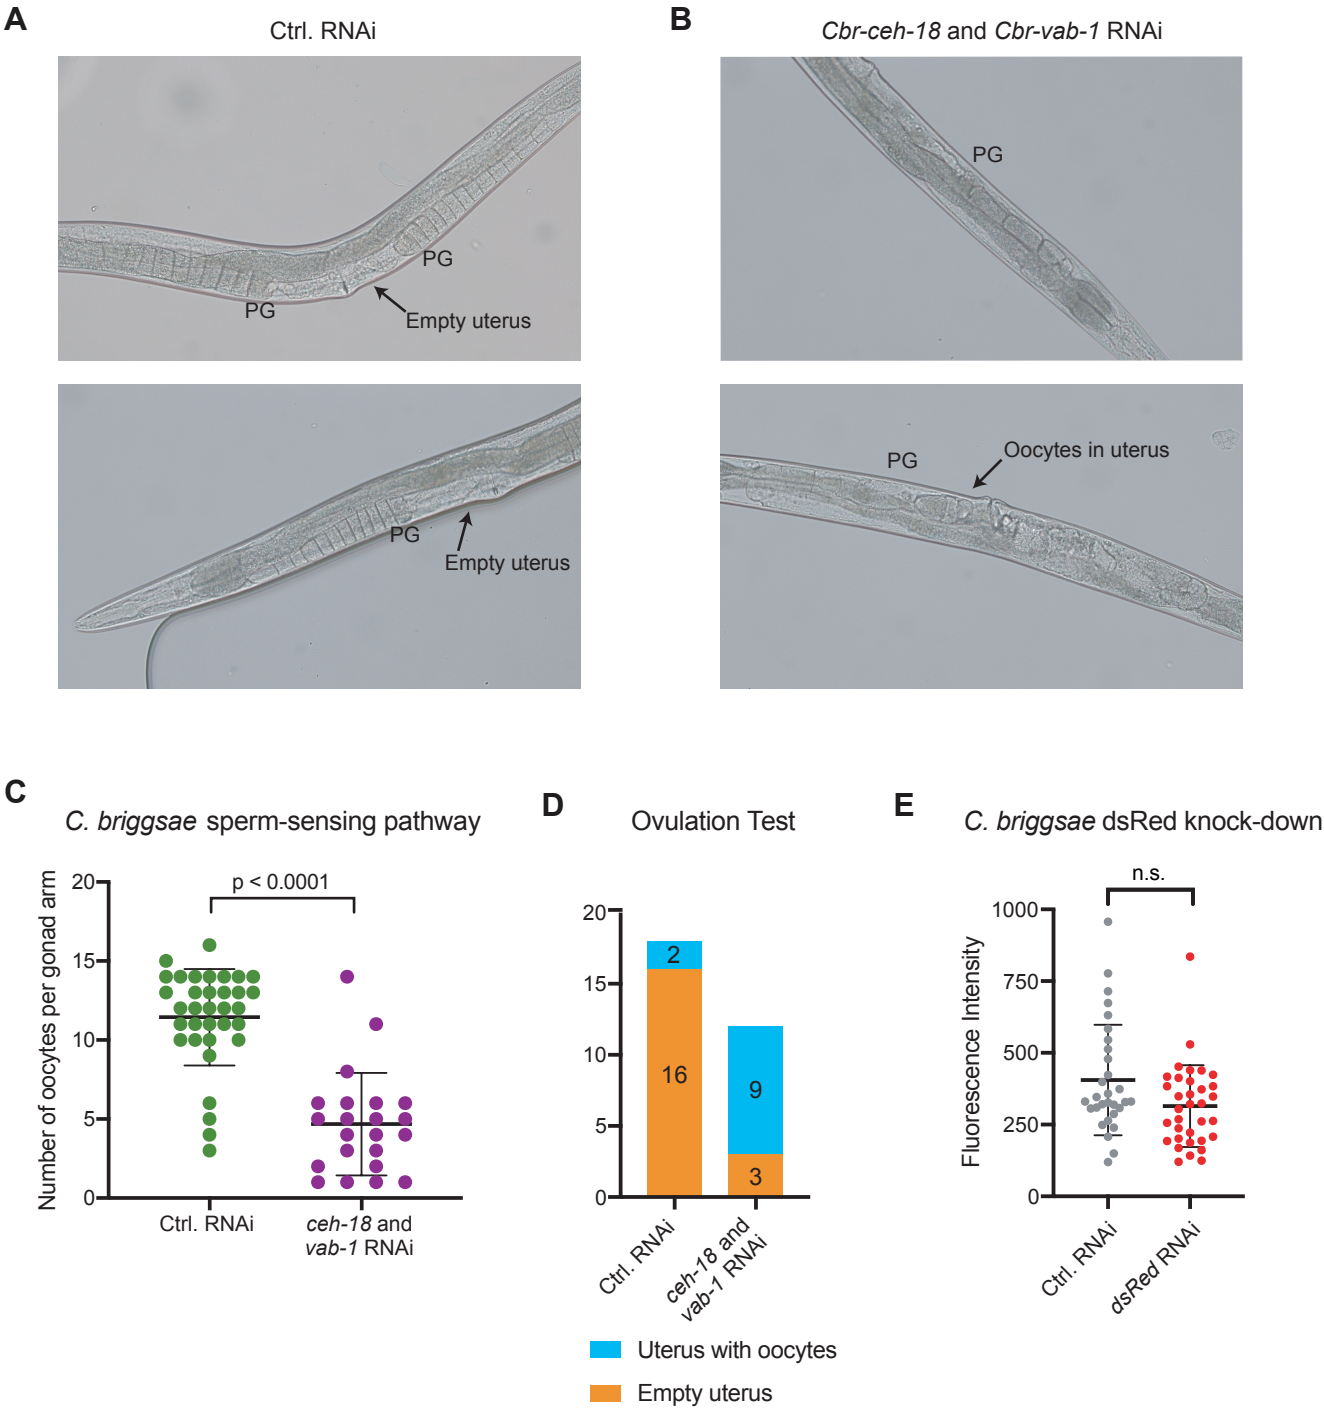 A
Ctrl. RNAi
PG
PG
Empty uterus
PG
Empty uterus
B
Cbr-ceh-18 and Cbr-vab-1 RNAi
PG
PG
Oocytes in uterus
C
C. briggsae sperm-sensing pathway
Number of oocytes per gonad arm
20
15
10
5
0
p < 0.0001
Ctrl. RNAi
ceh-18 and
vab-1 RNAi
D
Ovulation Test
20
15
10
5
0
2
16
9
3
Ctrl. RNAi
ceh-18 and
vab-1 RNAi
Uterus with oocytes
Empty uterus
E
C. briggsae dsRed knock-down
n.s.
Fluorescence Intensity
1000
750
500
250
0
Ctrl. RNAi
dsRed RNAi